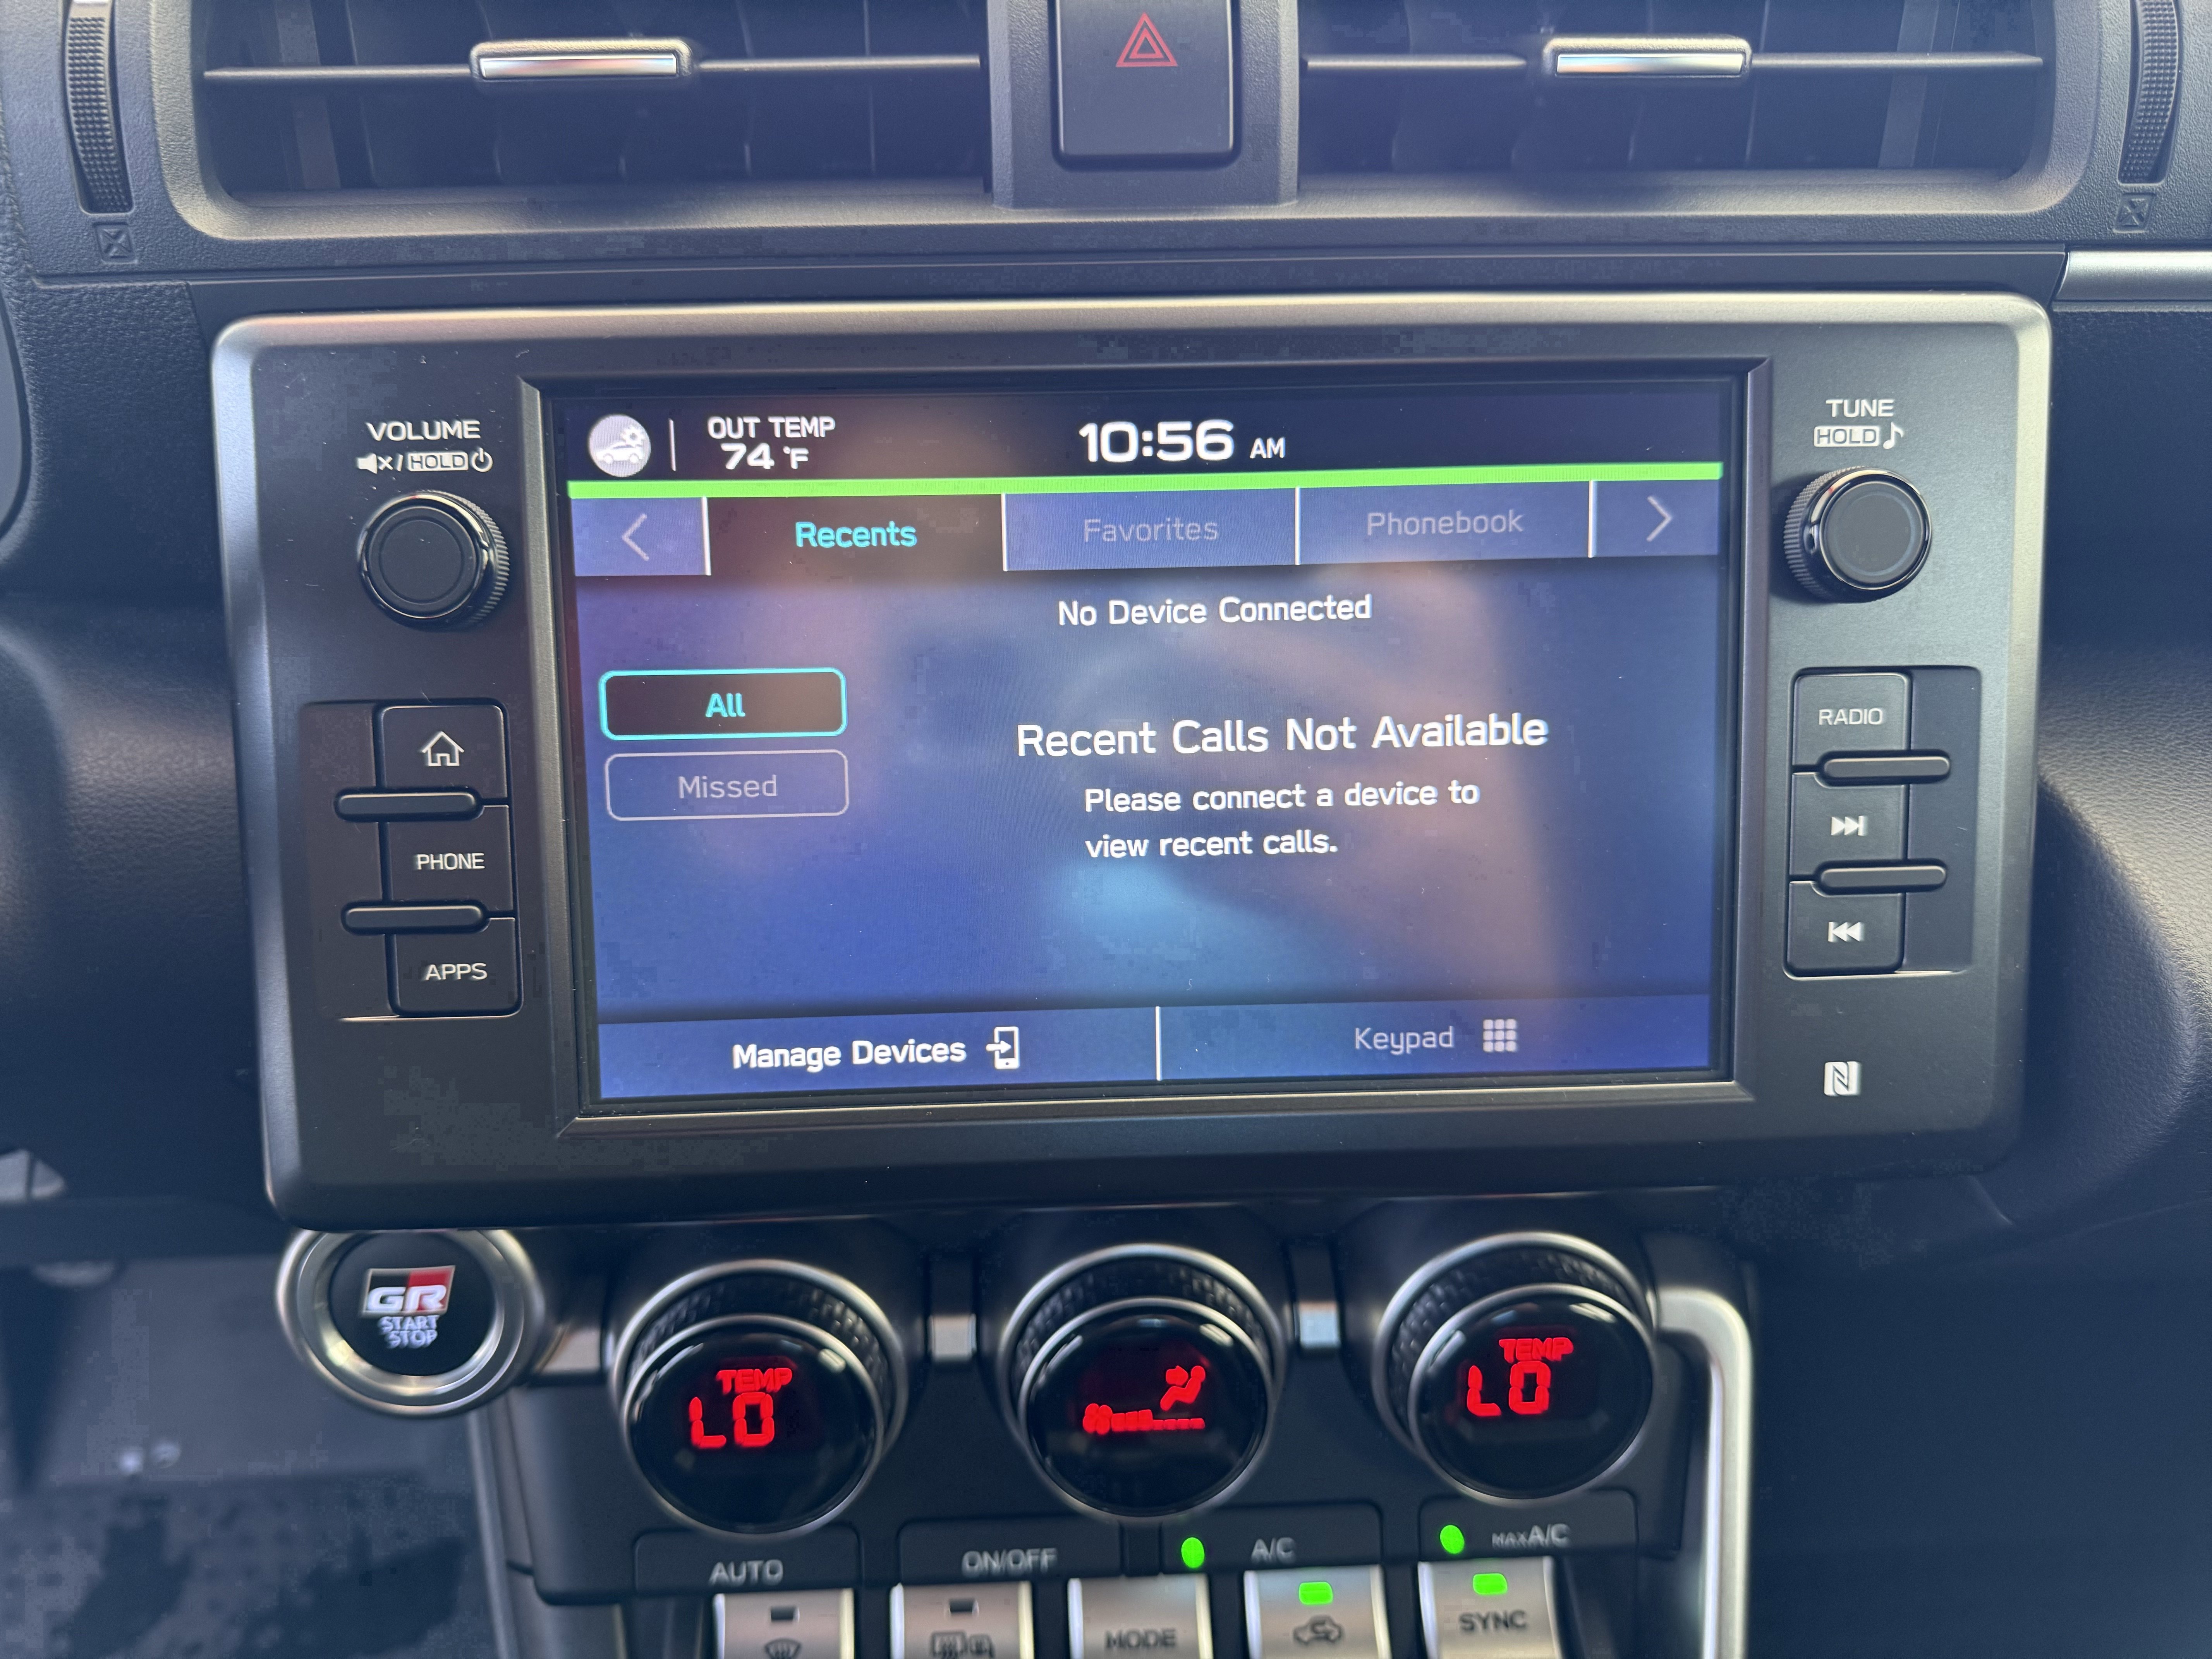 VOLUME
HOLD
TUNE
HOLD
OUT TEMP
74 °F
10:56 AM
Recents
Favorites
Phonebook
No Device Connected
All
Missed
Recent Calls Not Available
Please connect a device to
view recent calls.
Manage Devices
Keypad
PHONE
APPS
RADIO
GR
START
STOP
TEMP
LO
TEMP
LO
AUTO
ON/OFF
A/C
MAX A/C
MODE
SYNC